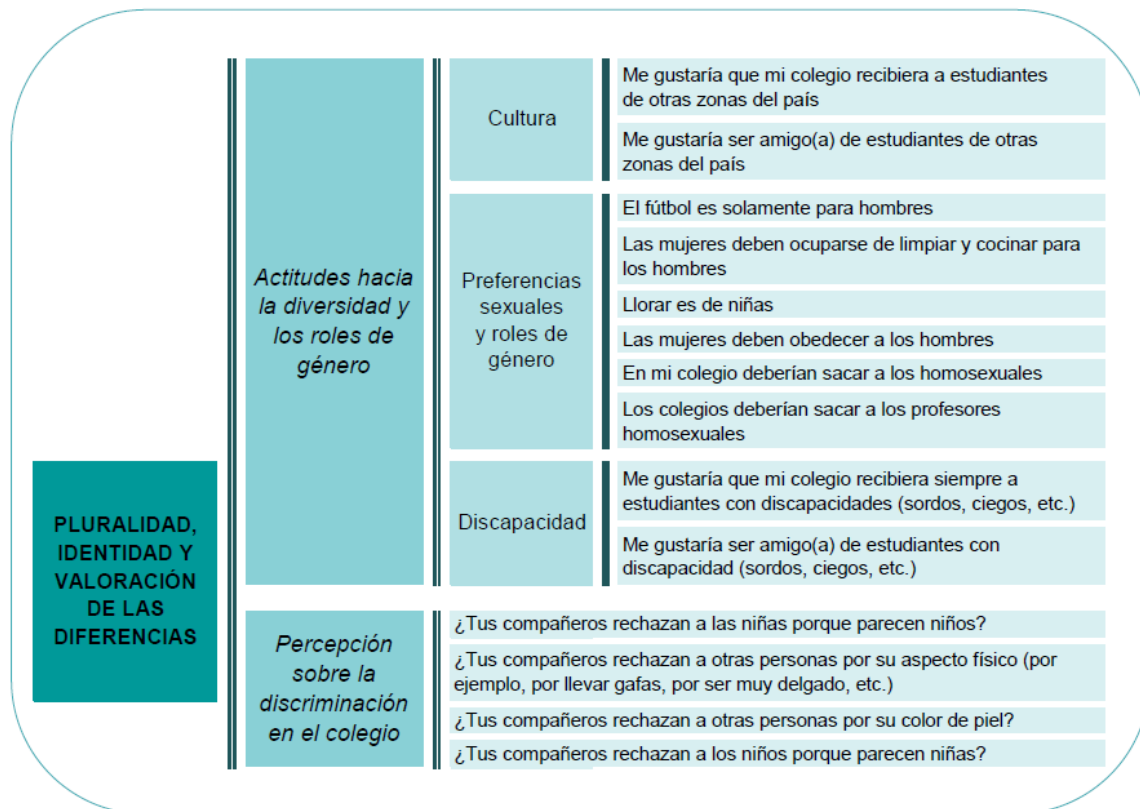 PLURALIDAD,
IDENTIDAD Y
VALORACIÓN
DE LAS
DIFERENCIAS
Actitudes hacia
la diversidad y
los roles de
género
Cultura
Me gustaría que mi colegio recibiera a estudiantes
de otras zonas del país
Me gustaría ser amigo(a) de estudiantes de otras
zonas del país
Preferencias
sexuales
y roles de
género
El fútbol es solamente para hombres
Las mujeres deben ocuparse de limpiar y cocinar para
los hombres
Llorar es de niñas
Las mujeres deben obedecer a los hombres
En mi colegio deberían sacar a los homosexuales
Los colegios deberían sacar a los profesores
homosexuales
Discapacidad
Me gustaría que mi colegio recibiera siempre a
estudiantes con discapacidades (sordos, ciegos, etc.)
Me gustaría ser amigo(a) de estudiantes con
discapacidad (sordos, ciegos, etc.)
Percepción
sobre la
discriminación
en el colegio
¿Tus compañeros rechazan a las niñas porque parecen niños?
¿Tus compañeros rechazan a otras personas por su aspecto físico (por
ejemplo, por llevar gafas, por ser muy delgado, etc.)
¿Tus compañeros rechazan a otras personas por su color de piel?
¿Tus compañeros rechazan a los niños porque parecen niñas?